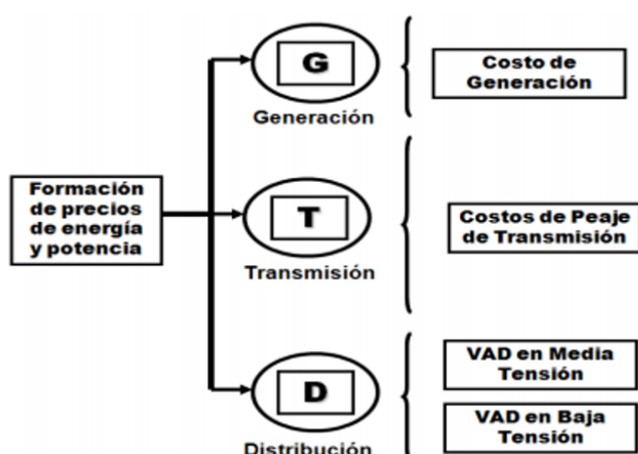 Formación
de precios
de energía
y potencia
G
Generación
Costo de
Generación
T
Transmisión
Costos de Peaje
de Transmisión
D
Distribución
VAD en Media
Tensión
VAD en Baja
Tensión